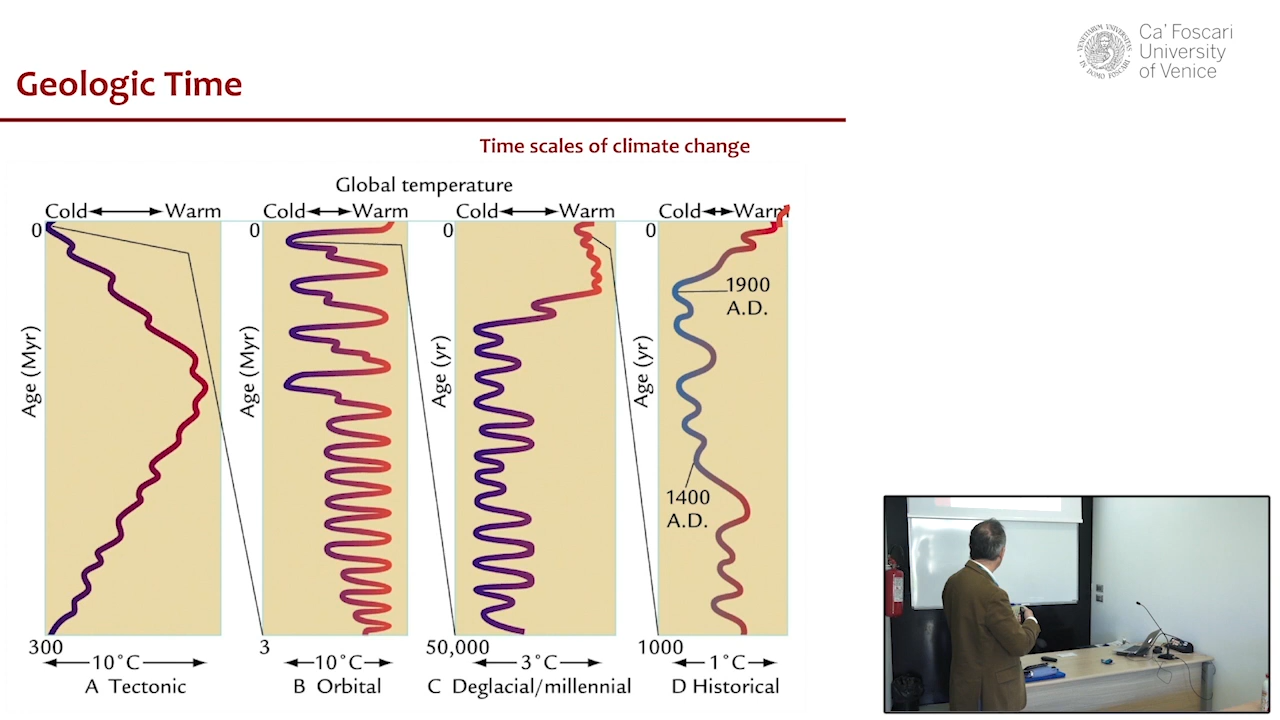 Ca' Foscari
University
of Venice
Geologic Time
Time scales of climate change
Global temperature
Cold Warm
Cold Warm
Cold Warm
Cold Warm
0
0
0
0
1900
A.D.
Age (Myr)
Age (Myr)
Age (yr)
Age (yr)
1400
A.D.
300
3
50,000
1000
10°C
10°C
3°C
1°C
A Tectonic
B Orbital
C Deglacial/millennial
D Historical